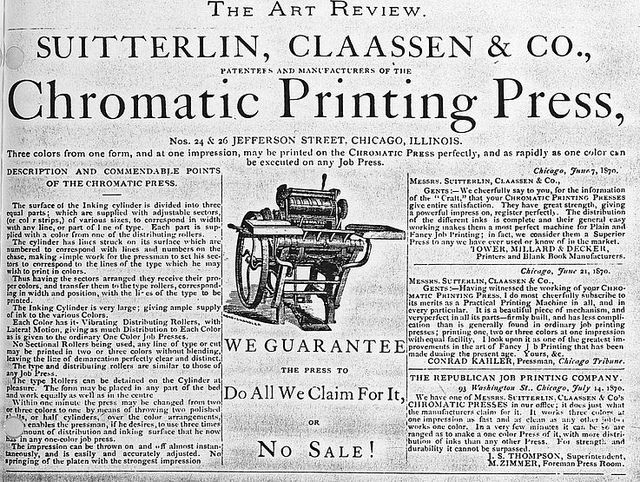 THE ART REVIEW.
SUITTERLIN, CLAASSEN & CO.,
PATENTEES AND MANUFACTURERS OF THE
Chromatic Printing Press,
Nos. 24 & 26 JEFFERSON STREET, CHICAGO, ILLINOIS.
Three colors from one form, and at one impression, may be printed on the CHROMATIC PRESS perfectly, and as rapidly as one color can
be executed on any Job Press.
DESCRIPTION AND COMMENDABLE POINTS
OF THE CHROMATIC PRESS.
The surface of the Inking cylinder is divided into three
equal parts; which are supplied with adjustable sectors,
(or col r strips,) of various sizes, to correspond in width
with any line, or part of line of type. Each part is sup-
plied with a color from one of the distributing rollers.
The cylinder has lines struck on its surface which are
numbered to correspond with lines and numbers on the
chase, making simple work for the pressman to set his sec-
tors to correspond to the lines of the type which he may
wish to print in colors.
Thus having the sectors arranged they receive their pro-
per colors, and transfer them to the type rollers, correspond-
ing in width and position, with the lines of the type to be
printed.
The Inking Cylinder is very large; giving ample supply
of ink to the various Colors.
Each Color has it's Vibrating Distributing Rollers, with
Lateral Motion, giving as much Distribution to Each Color
as is given to the ordinary One Color Job Presses.
No Sectional Rollers being used, any line of type or cut
may be printed in two or three colors without blending,
leaving the line of demarcation perfectly clear and distinct.
The type and distributing rollers are similar to those of
any Job Press.
The type Rollers can be detained on the Cylinder at
pleasure. The form may be placed in any part of the bed
and work equally as well as in the centre
Within one minute the press may be changed from two
or three colors to one by means of throwing two polished
or half cylinders, over the color arrangements,
enables the pressman, if he desires, to use three times
amount of distribution and inking surface that he now
has in any one-color job press.
The impression can be thrown on and off almost instan-
taneously, and is easily and accurately adjusted. No
springing of the platen with the strongest impression
WE GUARANTEE
THE PRESS TO
Do All We Claim For It,
OR
NO SALE!
Chicago, June 7, 1870.
MESSRS. SUITTERLIN, CLAASSEN & CO.,
GENTS:—We cheerfully say to you, for the information
of the "Craft," that your CHROMATIC PRINTING PRESSES
give entire satisfaction. They have great strength, giving
a powerful impression, register perfectly. The distribution
of the different inks is complete and their general easy
working makes them a most perfect machine for Plain and
Fancy Job Printing; in fact, we consider them a Superior
Press to any we have ever used or know of in the market.
TOWER, MILLARD & DECKER,
Printers and Blank Book Manufacturers.
Chicago, June 21, 1870.
MESSRS. SUITTERLIN, CLAASSEN & CO.,
GENTS:—Having witnessed the working of your CHRO-
MATIC PRINTING PRESS, I do most cheerfully subscribe to
its merits as a Practical Printing Machine in all, and in
every particular. It is a beautiful piece of mechanism, and
very perfect in all its parts—firmly built, and has less compli-
cation than is generally found in ordinary job printing
presses; printing one, two or three colors at one impression
with equal facility. I look upon it as one of the greatest im-
provements in the art of Fancy J b Printing that has been
made during the present age. Yours, &c.
CONRAD KAHLER, Pressman, Chicago Tribune.
THE REPUBLICAN JOB PRINTING COMPANY.
93 Washington St., Chicago, July 14, 1870.
We have one of MESSRS. SUITTERLIN, CLAASSEN & CO'S
CHROMATIC PRESSES in our office; it does just what
the manufacturers claim for it. It works three colors at
one impression as fast and as clean as any other jobber
works one color. In a very few minutes it can be so ar-
ranged as to make a one color Press of it, with more distri-
bution of inks than any other Press. For strength and
durability it cannot be surpassed.
J. S. THOMPSON, Superintendent,
M. ZIMMER, Foreman Press Room.